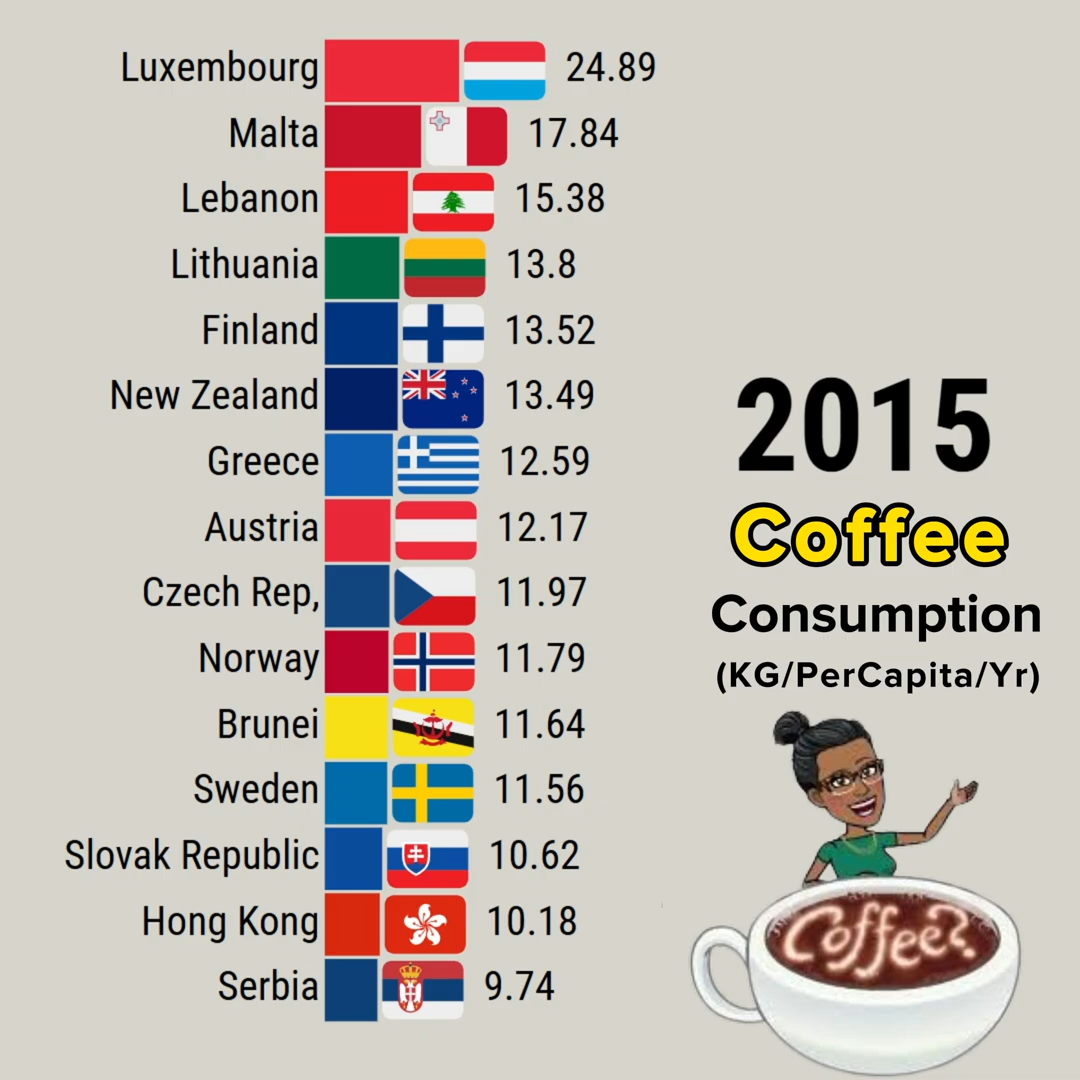 Luxembourg 24.89
Malta 17.84
Lebanon 15.38
Lithuania 13.8
Finland 13.52
New Zealand 13.49
Greece 12.59
Austria 12.17
Czech Rep, 11.97
Norway 11.79
Brunei 11.64
Sweden 11.56
Slovak Republic 10.62
Hong Kong 10.18
Serbia 9.74
2015
Coffee
Consumption
(KG/PerCapita/Yr)
Coffee?